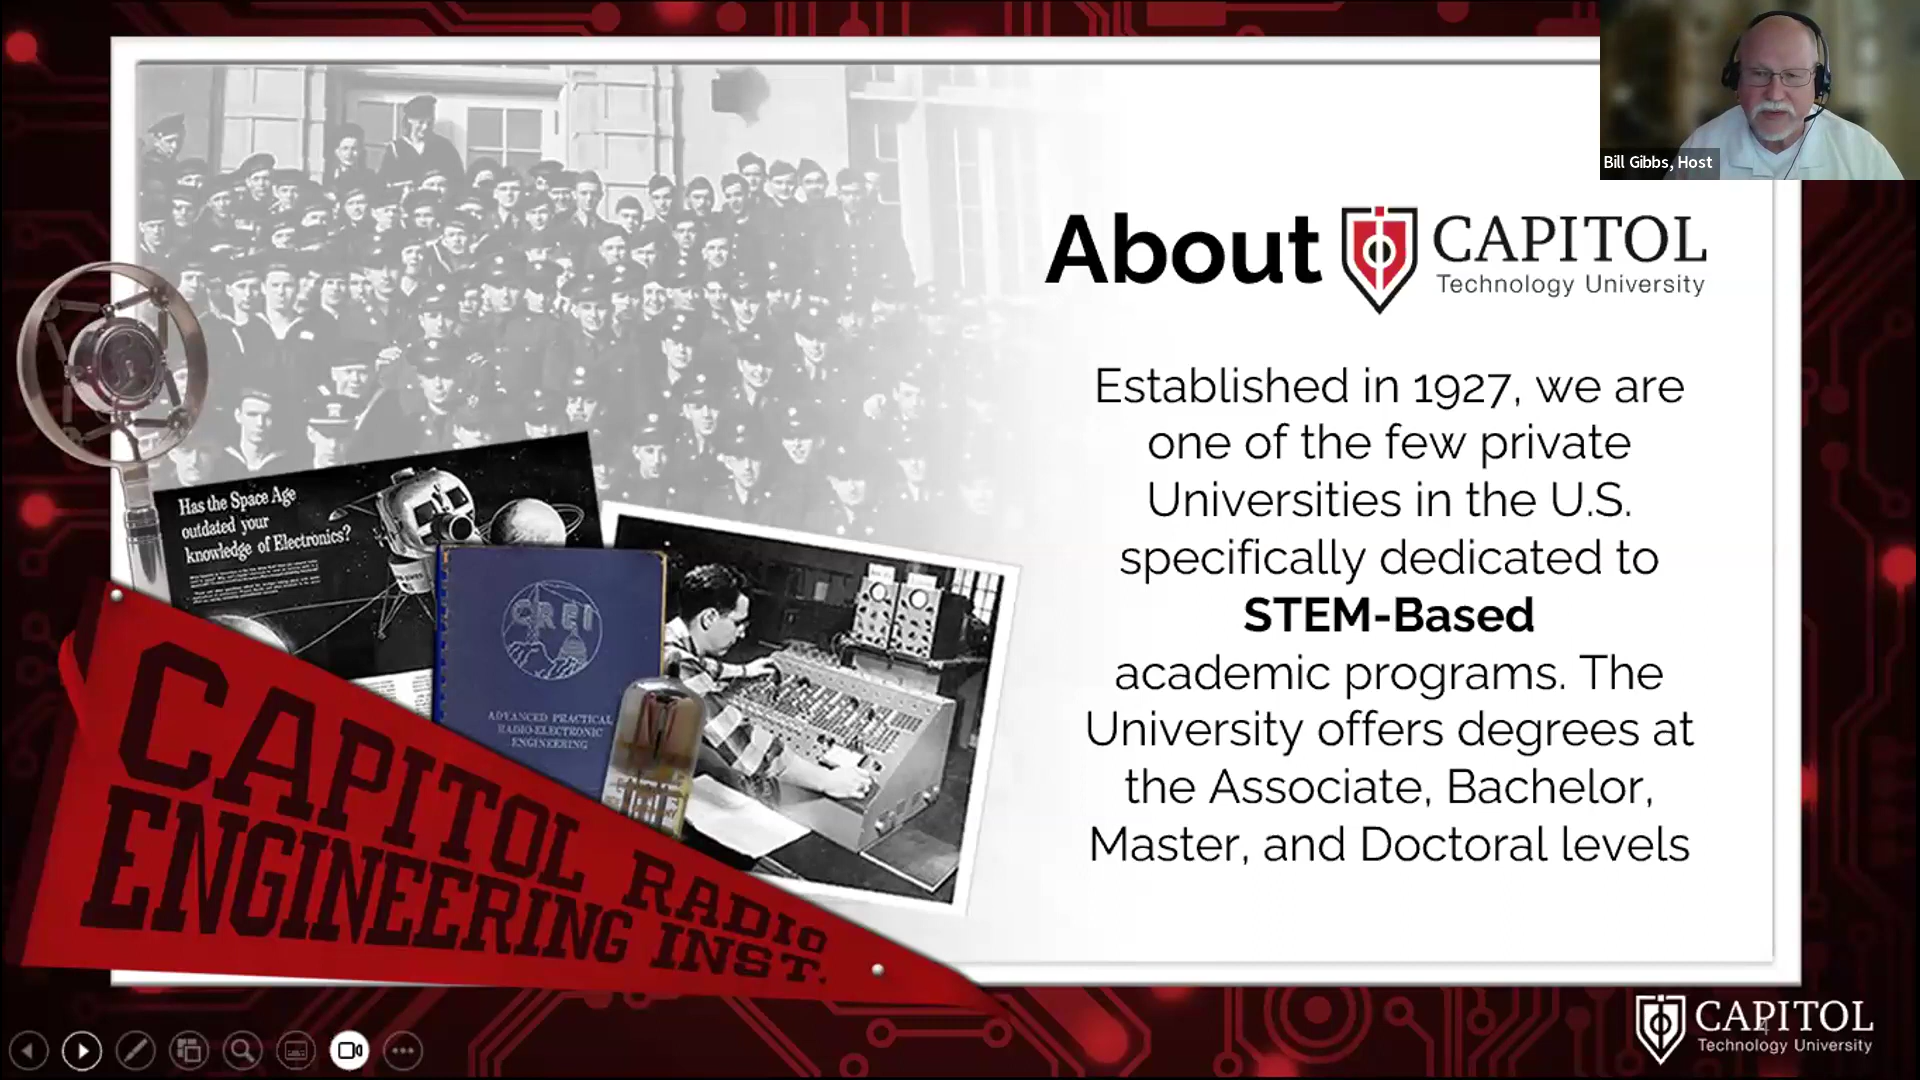 Bill Gibbs, Host
About CAPITOL
Technology University
Established in 1927, we are
one of the few private
Universities in the U.S.
specifically dedicated to
STEM-Based
academic programs. The
University offers degrees at
the Associate, Bachelor,
Master, and Doctoral levels
Has the Space Age
outdated your
knowledge of Electronics?
CREI
ADVANCED PRACTICAL
RADIO-ELECTRONIC
ENGINEERING
CAPITOL RADIO
ENGINEERING INST.
4
CAPITOL
Technology University